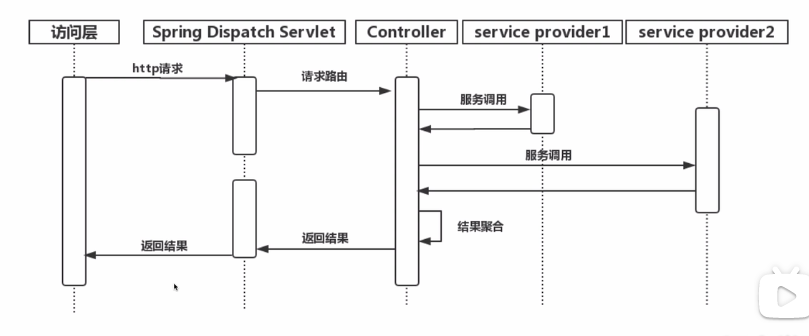 访问层
Spring Dispatch Servlet
Controller
service provider1
service provider2
http请求
请求路由
服务调用
服务调用
结果聚合
返回结果
返回结果